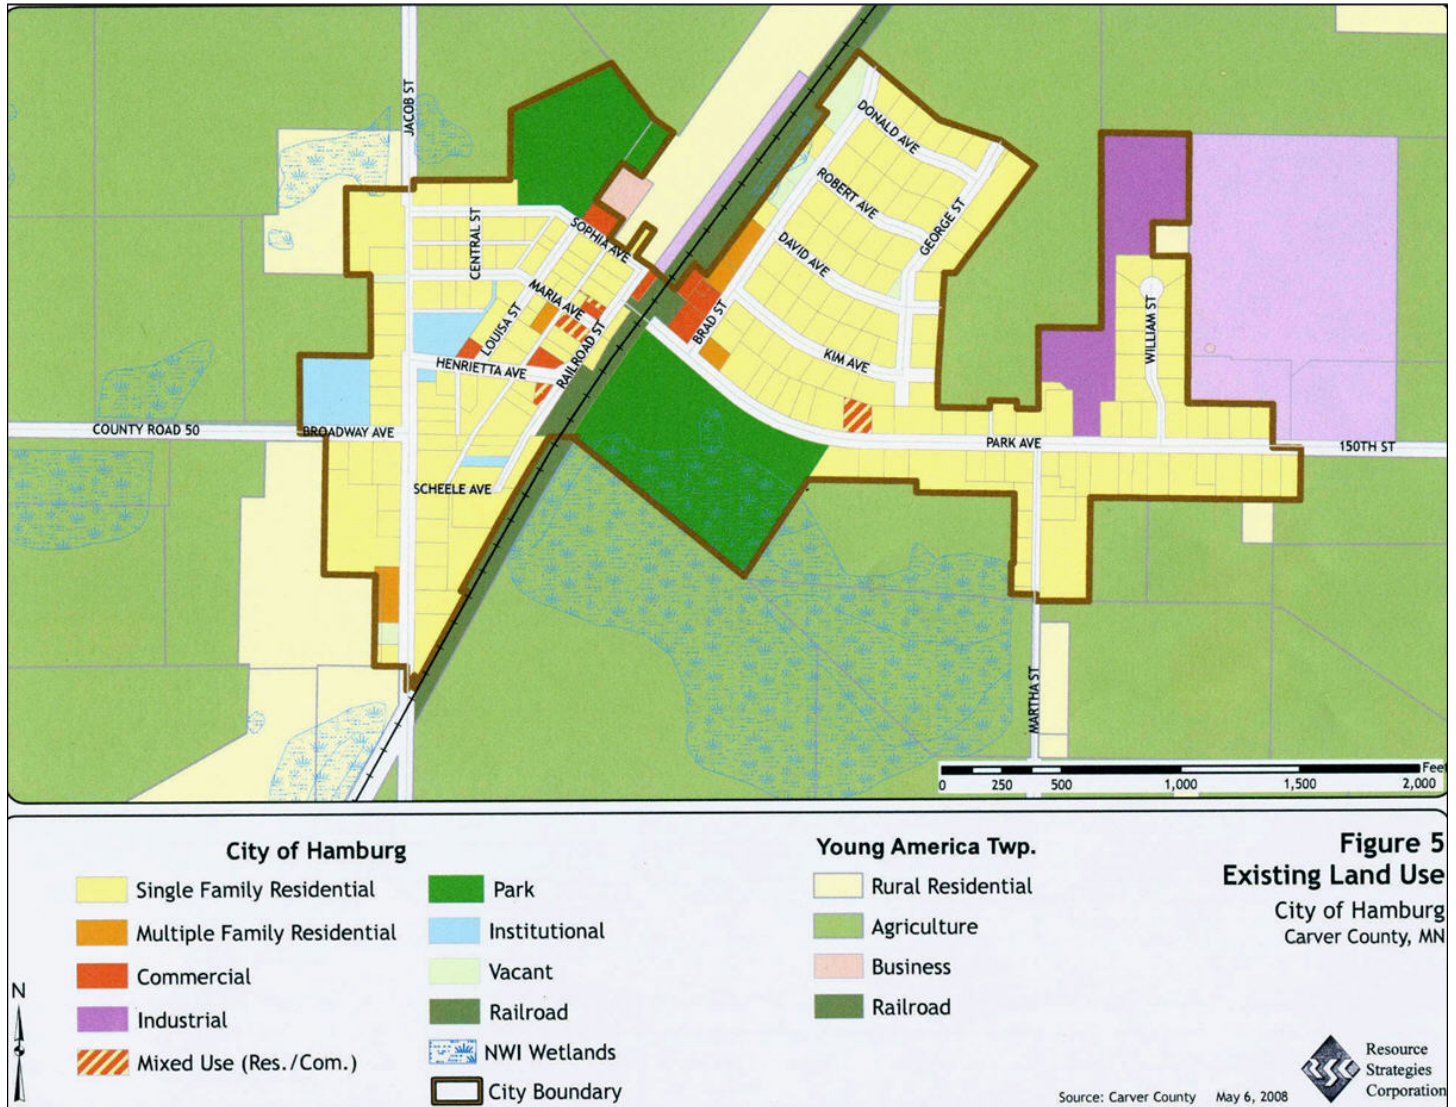 JACOB ST
DONALD AVE
ROBERT AVE
GEORGE ST
CENTRAL ST
SOPHIA AVE
DAVID AVE
MARIA AVE
LOUISA ST
BRAD ST
WILLIAM ST
RAILROAD ST
HENRIETTA AVE
KIM AVE
COUNTY ROAD 50
BROADWAY AVE
PARK AVE
150TH ST
SCHEELE AVE
MARTHA ST
Feet
0 250 500 1,000 1,500 2,000
City of Hamburg
Single Family Residential
Multiple Family Residential
Commercial
Industrial
Mixed Use (Res./Com.)
Park
Institutional
Vacant
Railroad
NWI Wetlands
City Boundary
Young America Twp.
Rural Residential
Agriculture
Business
Railroad
Figure 5
Existing Land Use
City of Hamburg
Carver County, MN
N
Resource
Strategies
Corporation
Source: Carver County May 6, 2008